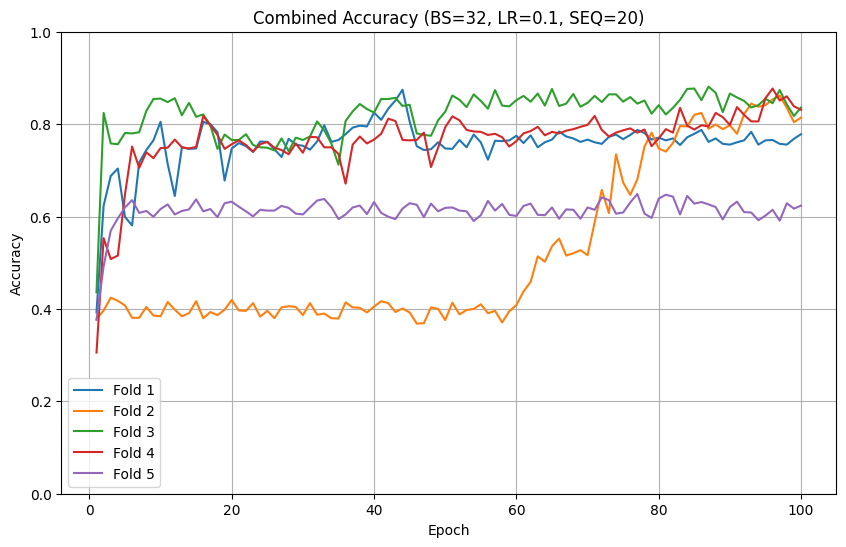 Combined Accuracy (BS=32, LR=0.1, SEQ=20)
1.0
0.8
0.6
0.4
0.2
0.0
Accuracy
Fold 1
Fold 2
Fold 3
Fold 4
Fold 5
0 20 40 60 80 100
Epoch